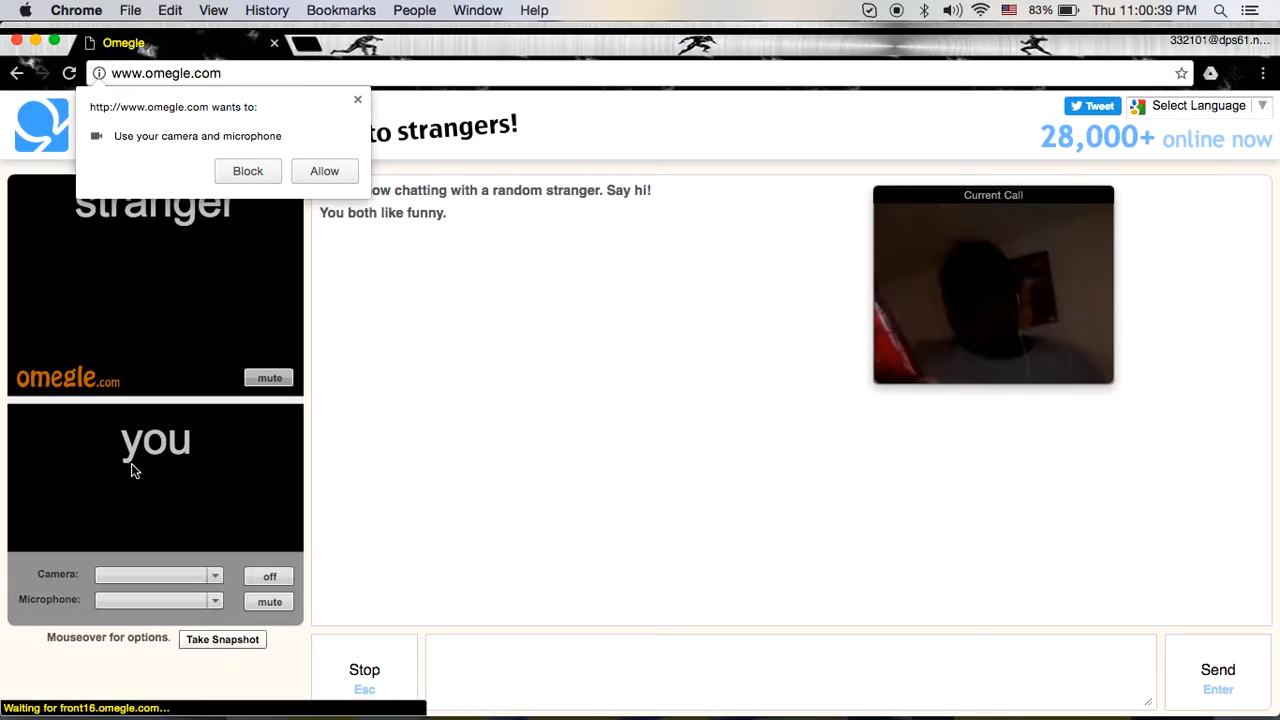 Chrome File Edit View History Bookmarks People Window Help 83% Thu 11:00:39 PM
Omegle 332101@dps61.n...
www.omegle.com
http://www.omegle.com wants to:
Use your camera and microphone
Block Allow
to strangers!
Tweet Select Language
28,000+ online now
stranger
omegle.com
mute
you
Camera: off
Microphone: mute
Mouseover for options. Take Snapshot
now chatting with a random stranger. Say hi!
You both like funny.
Current Call
Stop
Esc
Send
Enter
Waiting for front16.omegle.com...